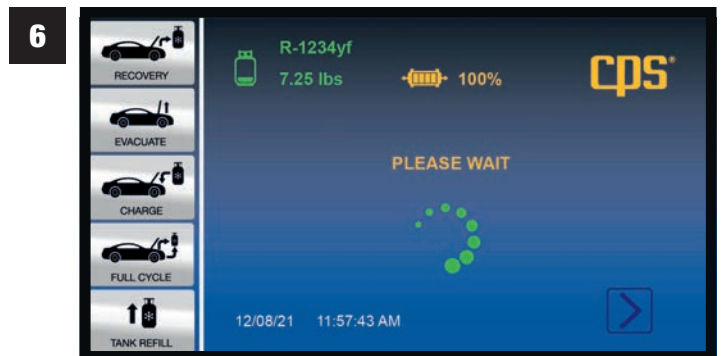 6
RECOVERY
EVACUATE
CHARGE
FULL CYCLE
TANK REFILL
R-1234yf
7.25 lbs
100%
cps®
PLEASE WAIT
12/08/21 11:57:43 AM